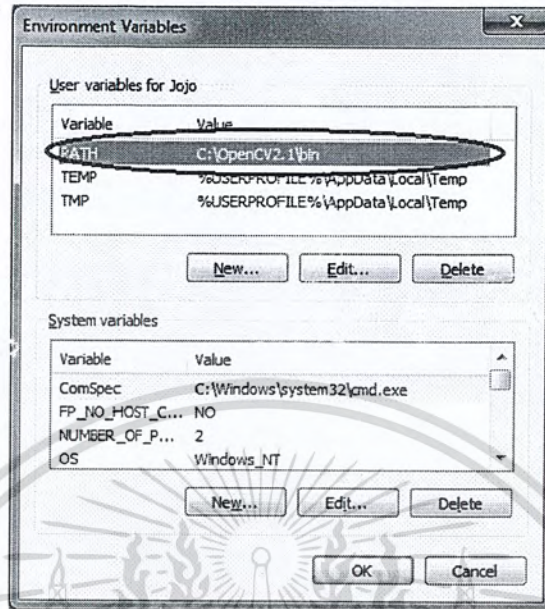 Environment Variables
x
User variables for Jojo
Variable Value
PATH C:\OpenCV2.1\bin
TEMP %USERPROFILE%\AppData\Local\Temp
TMP %USERPROFILE%\AppData\Local\Temp
New... Edit... Delete
System variables
Variable Value
ComSpec C:\Windows\system32\cmd.exe
FP_NO_HOST_C... NO
NUMBER_OF_P... 2
OS Windows_NT
New... Edit... Delete
OK Cancel